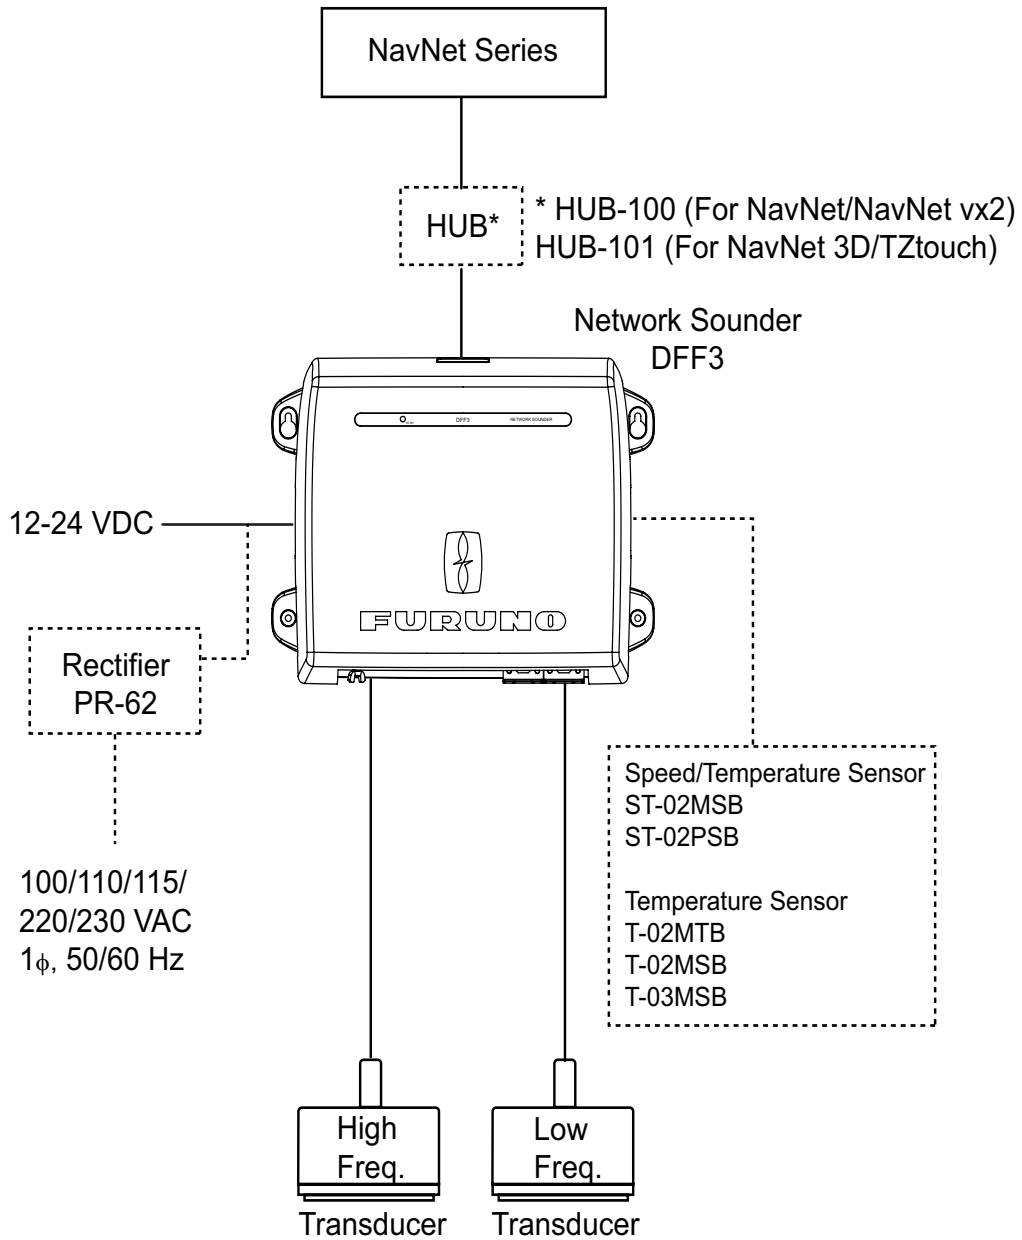 NavNet Series
HUB*
* HUB-100 (For NavNet/NavNet vx2)
HUB-101 (For NavNet 3D/TZtouch)
Network Sounder
DFF3
DFF3
NETWORK SOUNDER
12-24 VDC
FURUNO
Rectifier
PR-62
100/110/115/
220/230 VAC
1ϕ, 50/60 Hz
Speed/Temperature Sensor
ST-02MSB
ST-02PSB
Temperature Sensor
T-02MTB
T-02MSB
T-03MSB
High
Freq.
Low
Freq.
Transducer
Transducer